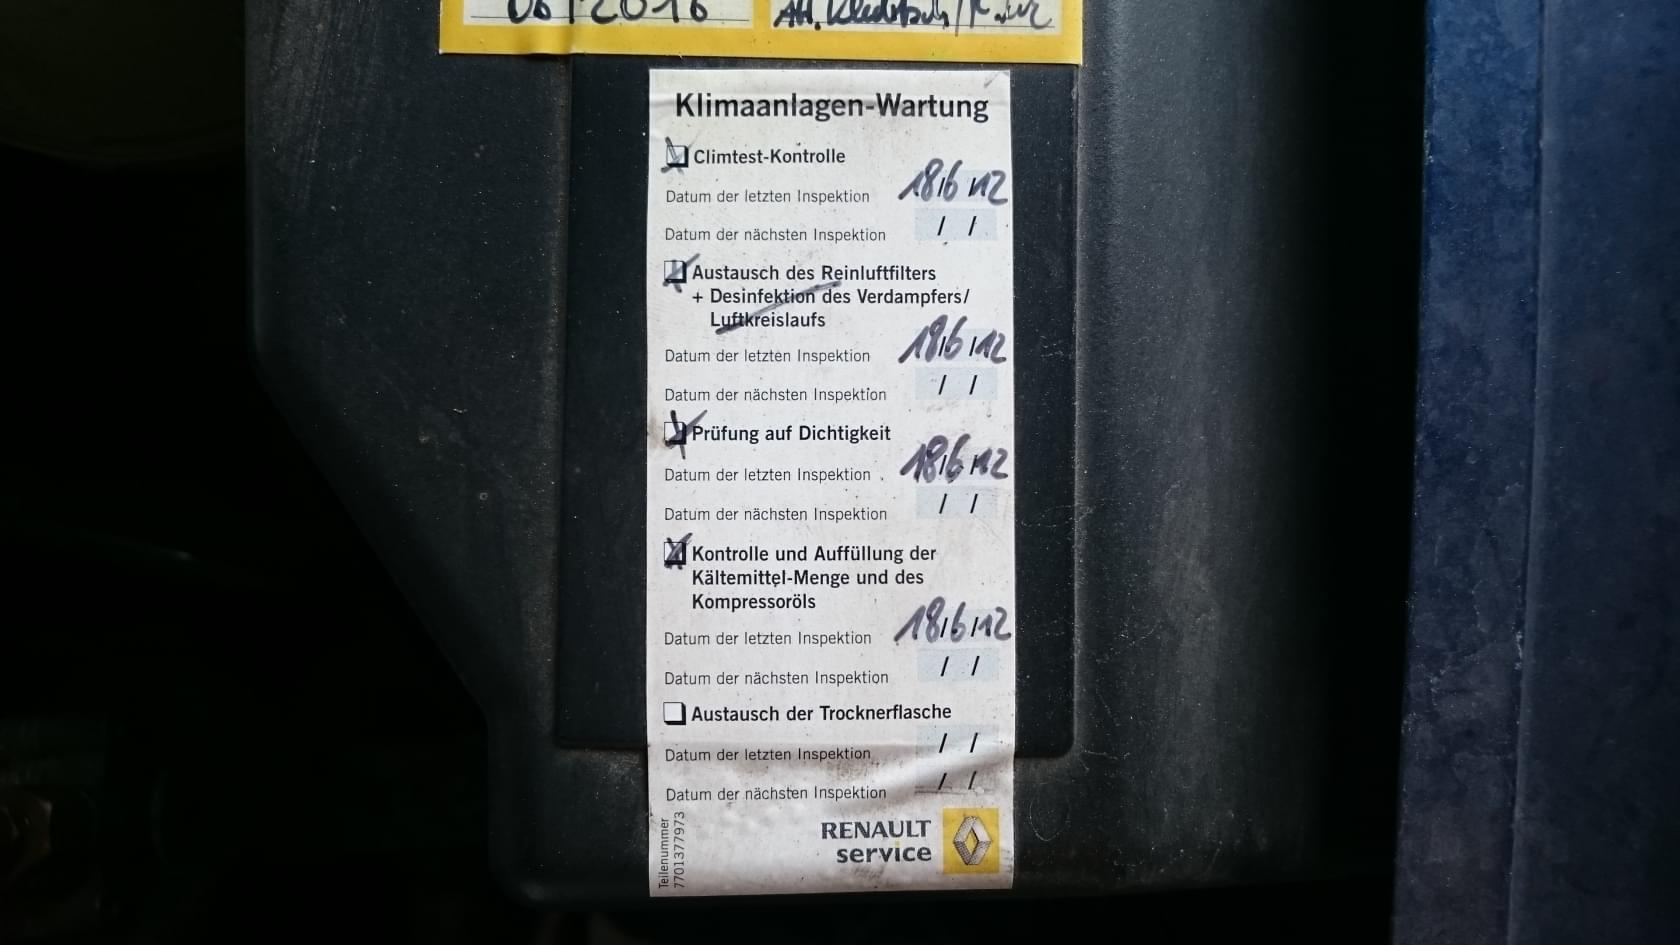 06/2016
Klimaanlagen-Wartung
Climtest-Kontrolle
Datum der letzten Inspektion 18/6/12
Datum der nächsten Inspektion / /
Austausch des Reinluftfilters
+ Desinfektion des Verdampfers/
Luftkreislaufs
Datum der letzten Inspektion 18/6/12
Datum der nächsten Inspektion / /
Prüfung auf Dichtigkeit
Datum der letzten Inspektion 18/6/12
Datum der nächsten Inspektion / /
Kontrolle und Auffüllung der
Kältemittel-Menge und des
Kompressoröls
Datum der letzten Inspektion 18/6/12
Datum der nächsten Inspektion / /
Austausch der Trocknerflasche
Datum der letzten Inspektion / /
Datum der nächsten Inspektion / /
Teilenummer
7701377973
RENAULT
service